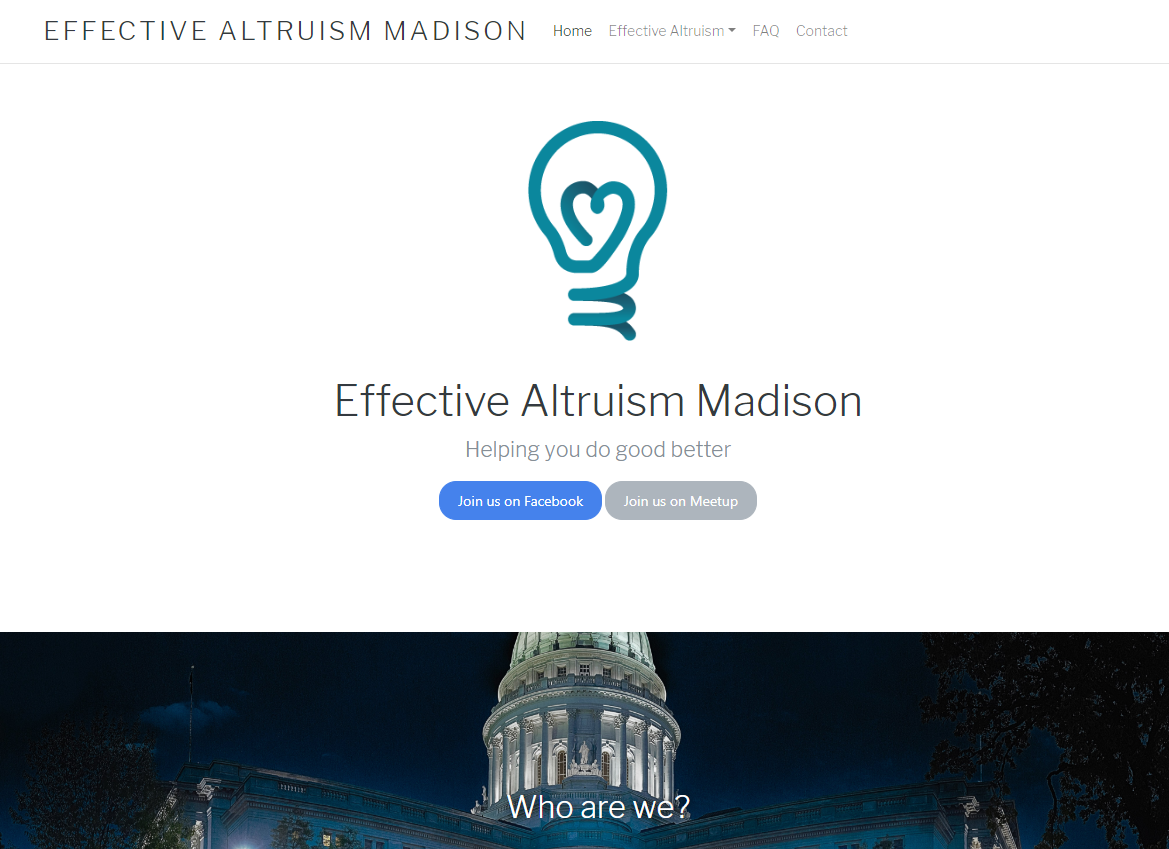 EFFECTIVE ALTRUISM MADISON Home Effective Altruism FAQ Contact
Effective Altruism Madison
Helping you do good better
Join us on Facebook Join us on Meetup
Who are we?